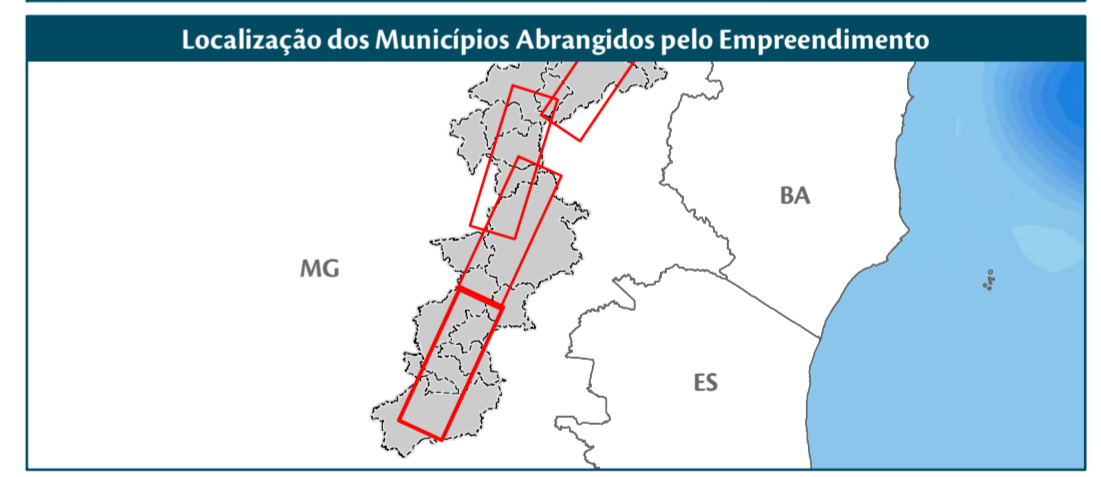 Localização dos Municípios Abrangidos pelo Empreendimento
BA
MG
ES